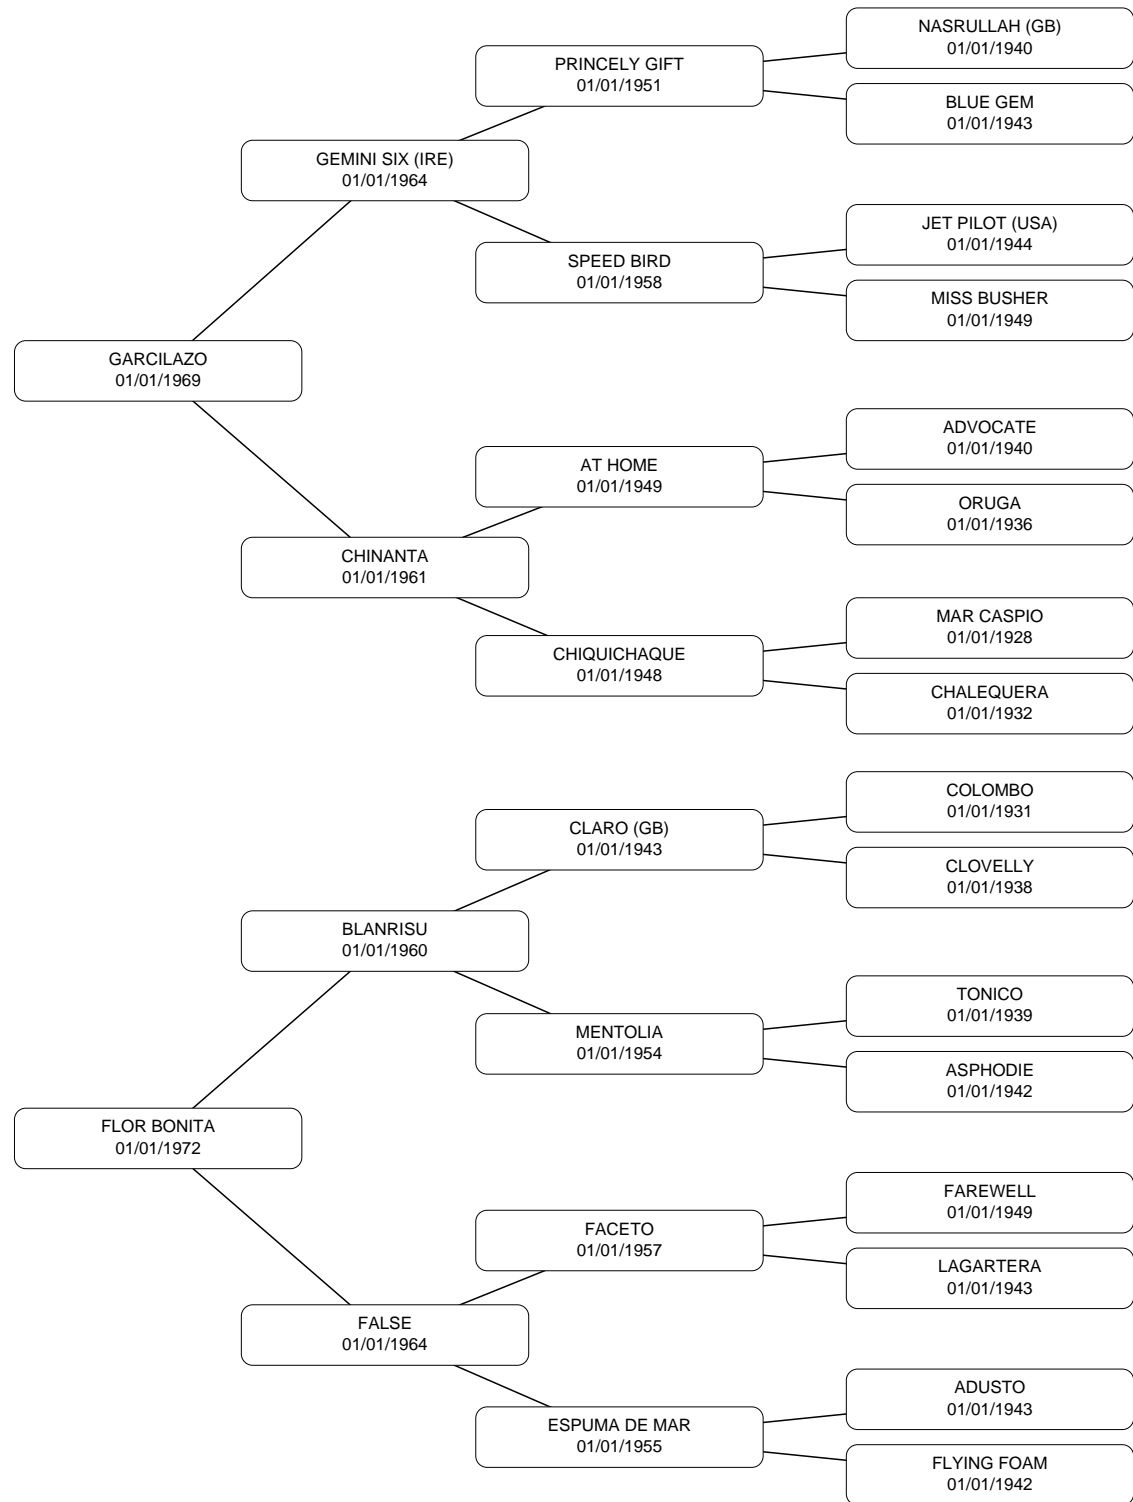 NASRULLAH (GB)
01/01/1940
PRINCELY GIFT
01/01/1951
BLUE GEM
01/01/1943
GEMINI SIX (IRE)
01/01/1964
JET PILOT (USA)
01/01/1944
SPEED BIRD
01/01/1958
MISS BUSHER
01/01/1949
GARCILAZO
01/01/1969
ADVOCATE
01/01/1940
AT HOME
01/01/1949
ORUGA
01/01/1936
CHINANTA
01/01/1961
MAR CASPIO
01/01/1928
CHIQUICHAQUE
01/01/1948
CHALEQUERA
01/01/1932
COLOMBO
01/01/1931
CLARO (GB)
01/01/1943
CLOVELLY
01/01/1938
BLANRISU
01/01/1960
TONICO
01/01/1939
MENTOLIA
01/01/1954
ASPHODIE
01/01/1942
FLOR BONITA
01/01/1972
FAREWELL
01/01/1949
FACETO
01/01/1957
LAGARTERA
01/01/1943
FALSE
01/01/1964
ADUSTO
01/01/1943
ESPUMA DE MAR
01/01/1955
FLYING FOAM
01/01/1942